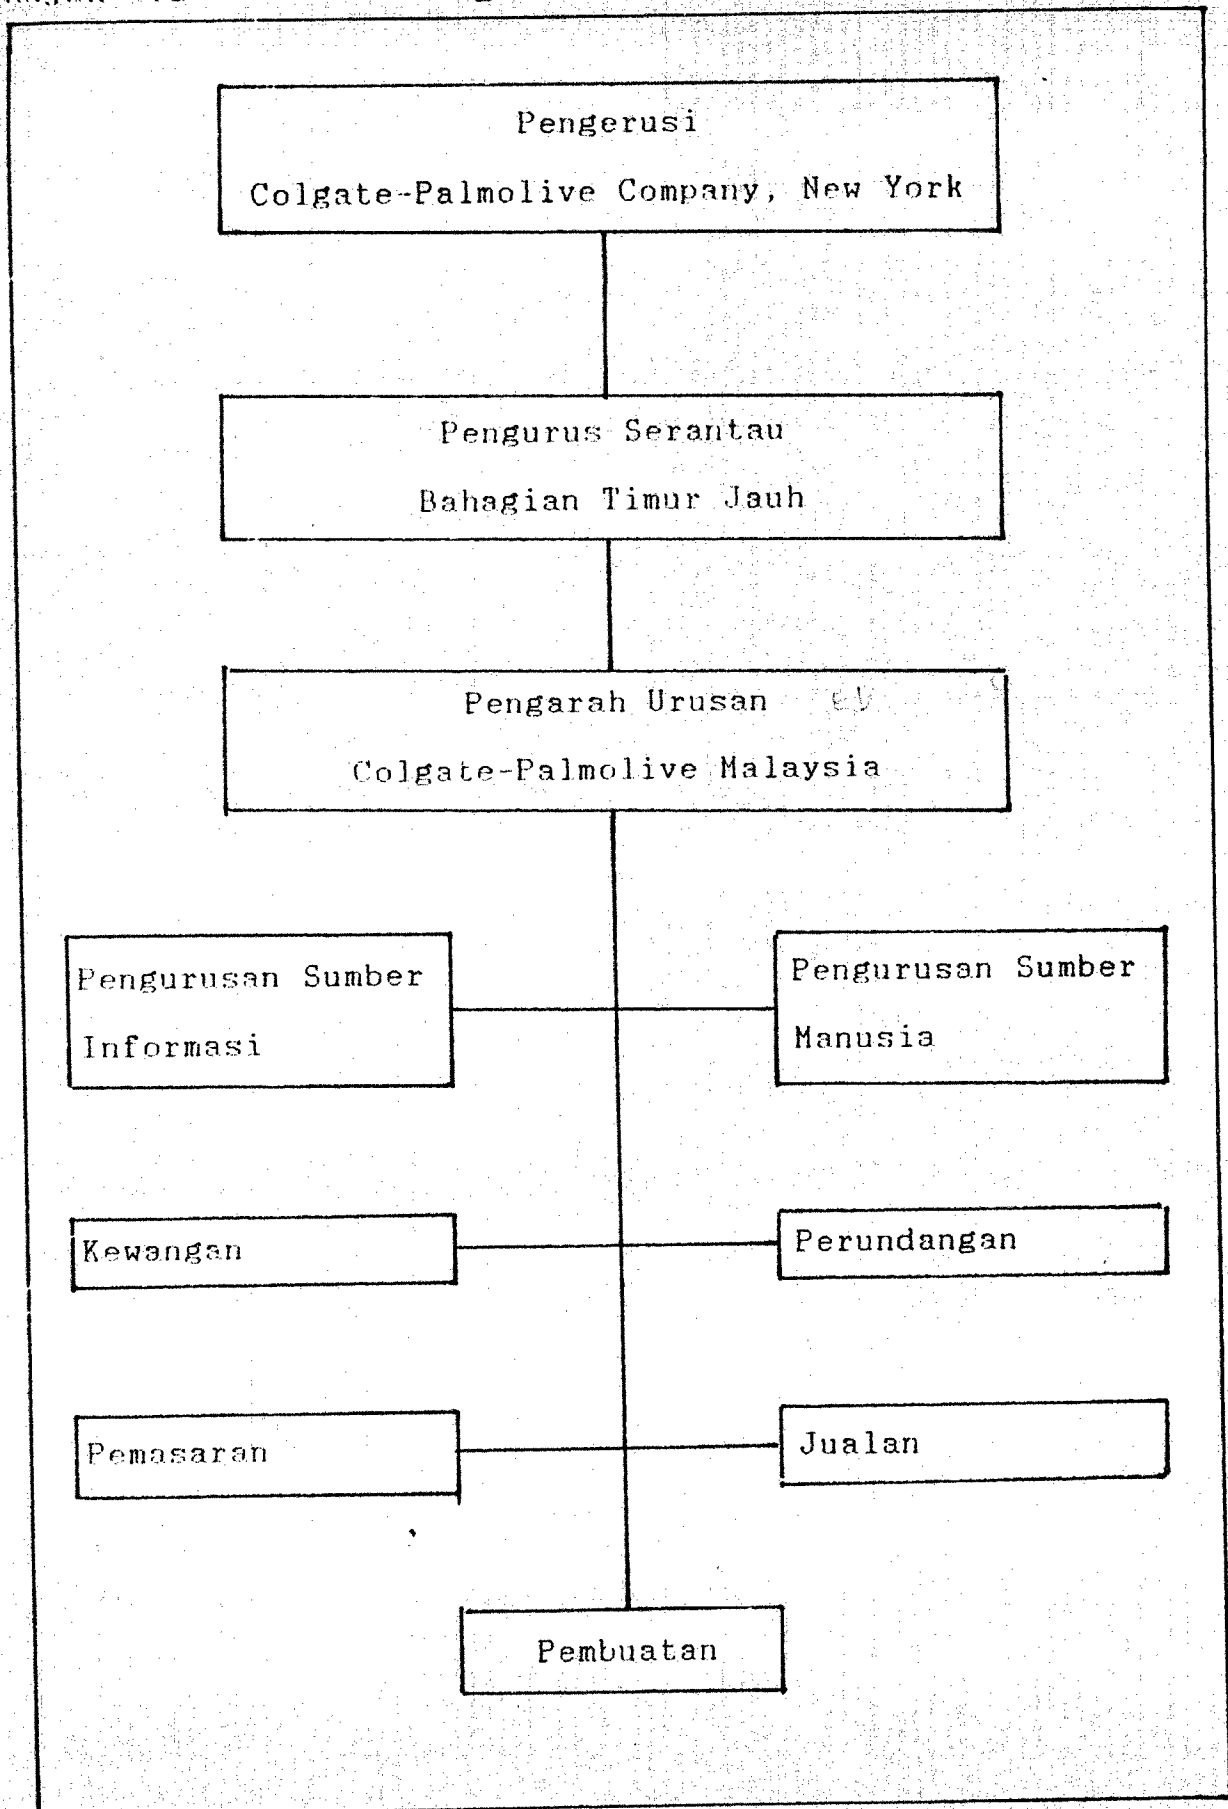 Pengerusi
Colgate-Palmolive Company, New York
Pengurus Serantau
Bahagian Timur Jauh
Pengarah Urusan
Colgate-Palmolive Malaysia
Pengurusan Sumber
Informasi
Pengurusan Sumber
Manusia
Kewangan
Perundangan
Pemasaran
Jualan
Pembuatan